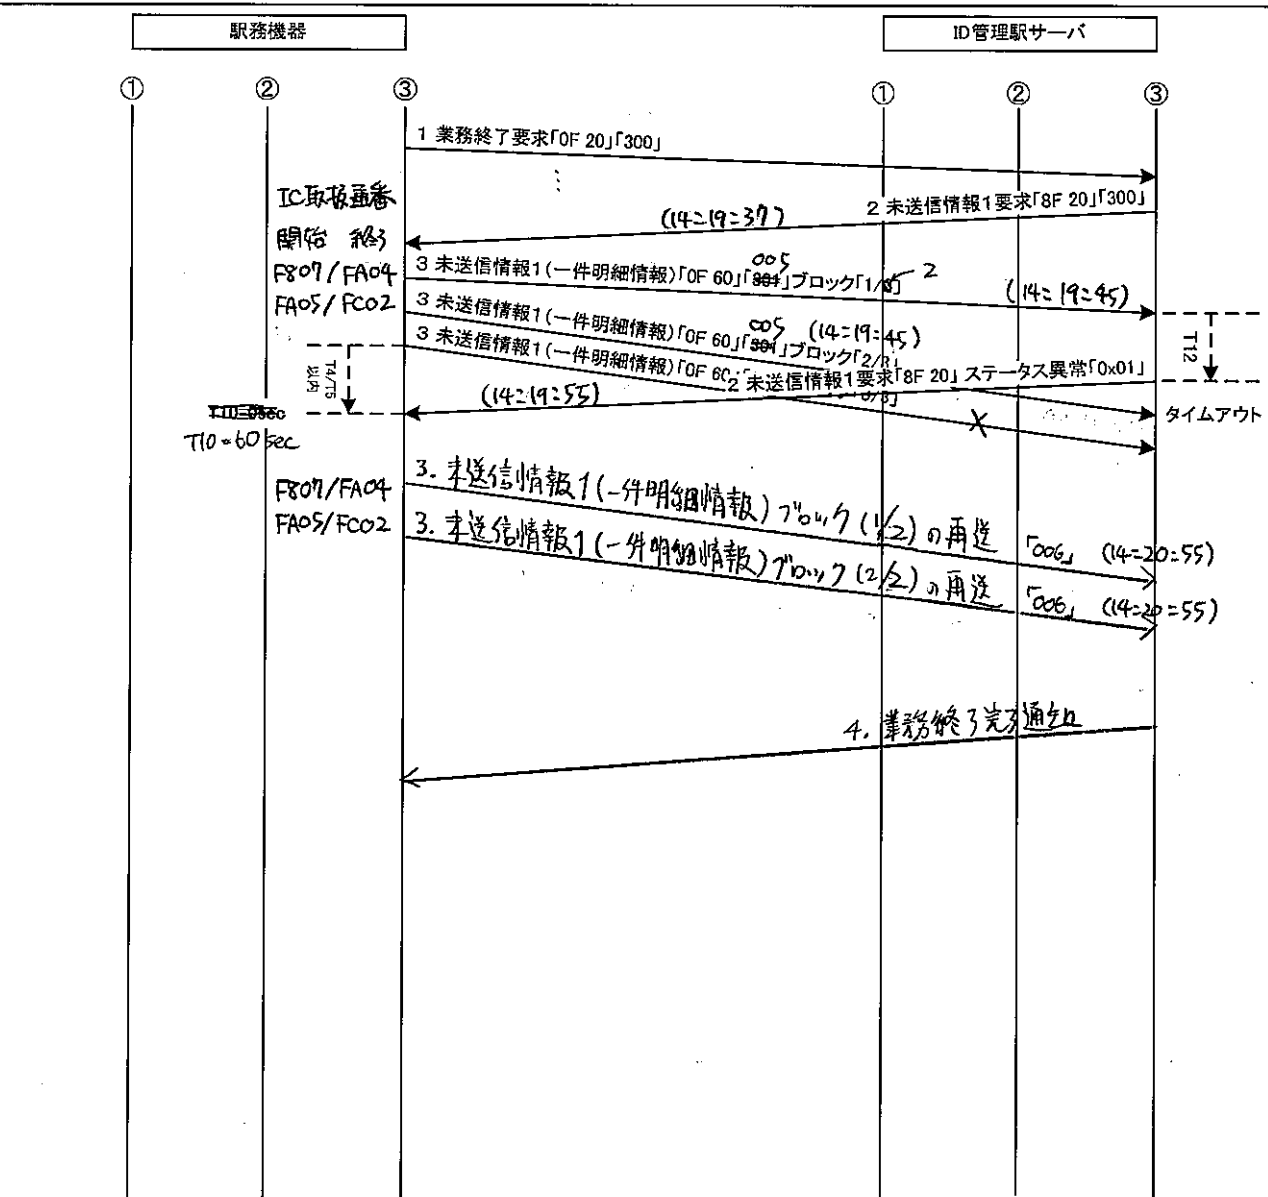 駅務機器
ID管理駅サーバ
① ② ③
① ② ③
1 業務終了要求「0F 20」「300」
IC取扱通番
2 未送信情報1要求「8F 20」「300」
(14=19=37)
開始 終了
005
F807/FA04
3 未送信情報1(一件明細情報)「0F 60」「301」ブロック「1/3」
2
(14=19=45)
FA05/FC02
3 未送信情報1(一件明細情報)「0F 60」「301」ブロック「2/3」
005 (14=19=45)
3 未送信情報1(一件明細情報)「0F 60
T12
2 未送信情報1要求「8F 20」 ステータス異常「0x01」
T4/T5
以内
(14=19=55)
タイムアウト
T10=60sec
F807/FA04
3. 未送信情報1(一件明細情報)ブロック(1/2)の再送 「006」 (14=20=55)
FA05/FC02
3. 未送信情報1(一件明細情報)ブロック(2/2)の再送 「006」 (14=20=55)
4. 業務終了完了通知